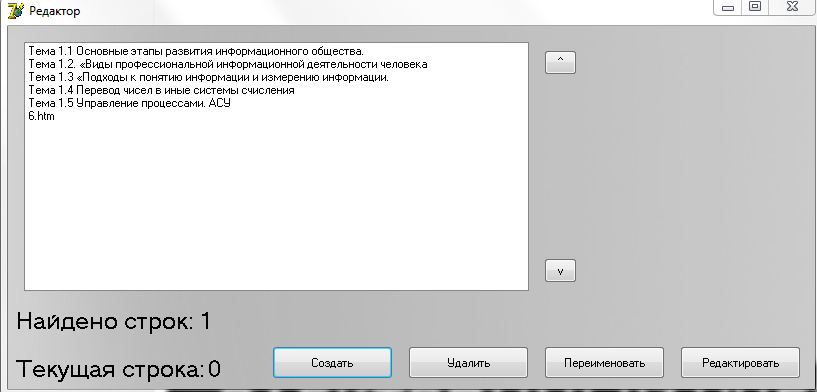 Редактор
Тема 1.1 Основные этапы развития информационного общества.
Тема 1.2. «Виды профессиональной информационной деятельности человека
Тема 1.3 «Подходы к понятию информации и измерению информации.
Тема 1.4 Перевод чисел в иные системы счисления
Тема 1.5 Управление процессами. АСУ
6.htm
^
v
Найдено строк: 1
Текущая строка: 0
Создать
Удалить
Переименовать
Редактировать